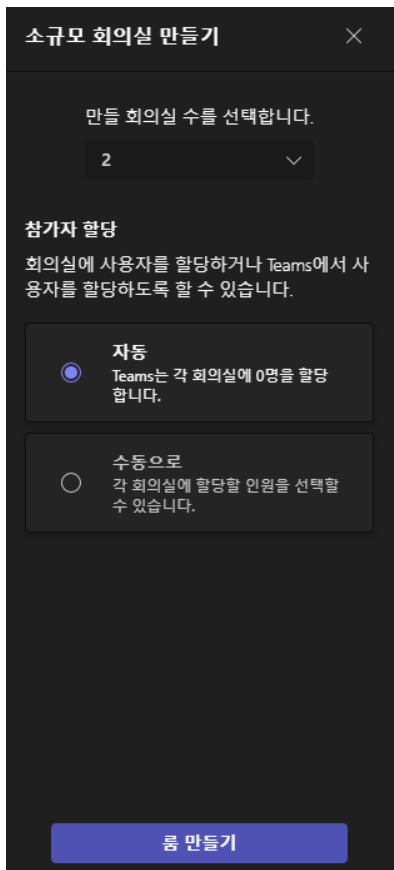 소규모 회의실 만들기
만들 회의실 수를 선택합니다.
2
참가자 할당
회의실에 사용자를 할당하거나 Teams에서 사
용자를 할당하도록 할 수 있습니다.
자동
Teams는 각 회의실에 0명을 할당
합니다.
수동으로
각 회의실에 할당할 인원을 선택할
수 있습니다.
룸 만들기